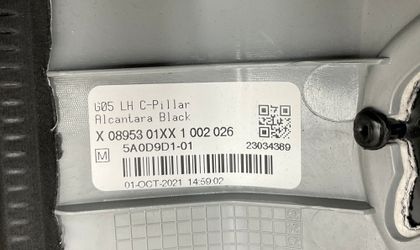 G05 LH C-Pillar
Alcantara Black
X 08953 01XX 1 002 026
M 5A0D9D1-01 23034389
01-OCT-2021 14:59:02